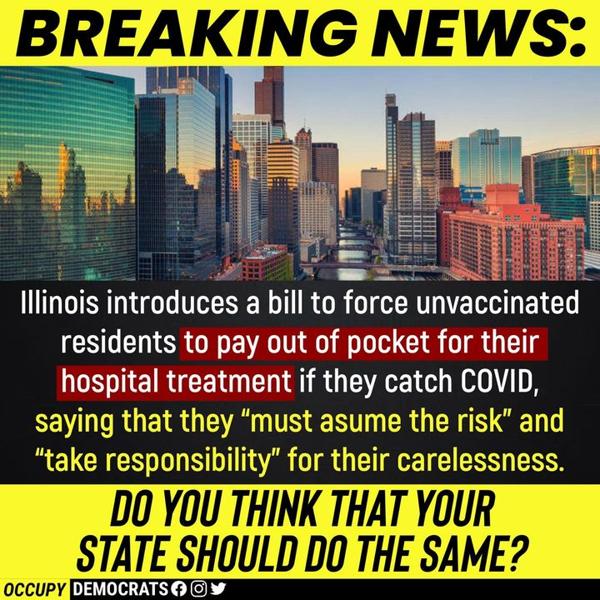 BREAKING NEWS:
Illinois introduces a bill to force unvaccinated
residents to pay out of pocket for their
hospital treatment if they catch COVID,
saying that they “must asume the risk” and
“take responsibility” for their carelessness.
DO YOU THINK THAT YOUR
STATE SHOULD DO THE SAME?
OCCUPY DEMOCRATS